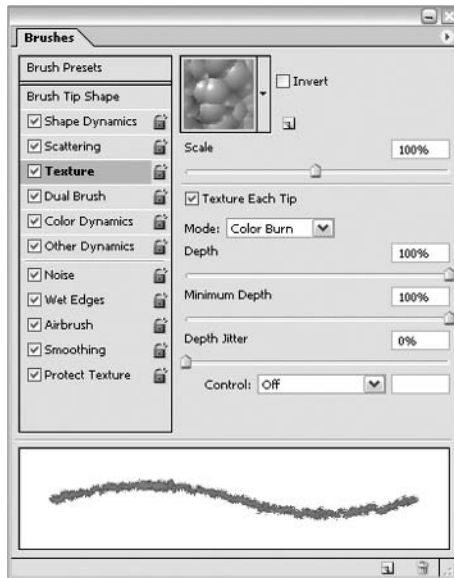 Brushes
Brush Presets
Brush Tip Shape
Shape Dynamics
Scattering
Texture
Dual Brush
Color Dynamics
Other Dynamics
Noise
Wet Edges
Airbrush
Smoothing
Protect Texture
Invert
Scale 100%
Texture Each Tip
Mode: Color Burn
Depth 100%
Minimum Depth 100%
Depth Jitter 0%
Control: Off